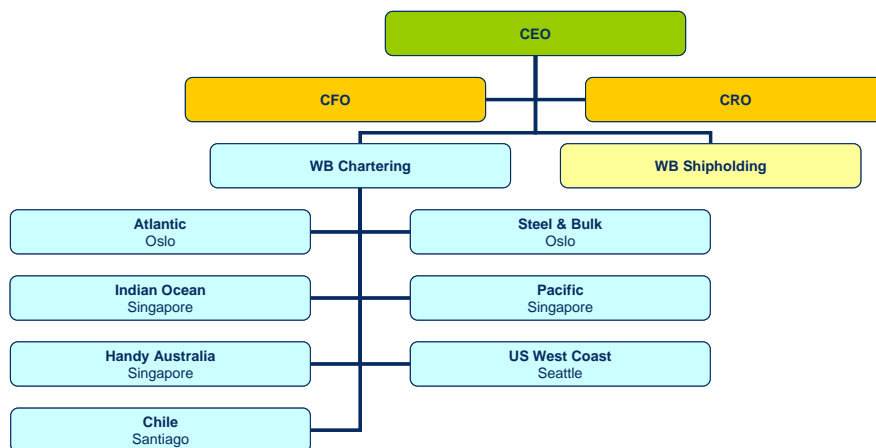 CEO
CFO
CRO
WB Chartering
WB Shipholding
Atlantic
Oslo
Steel & Bulk
Oslo
Indian Ocean
Singapore
Pacific
Singapore
Handy Australia
Singapore
US West Coast
Seattle
Chile
Santiago